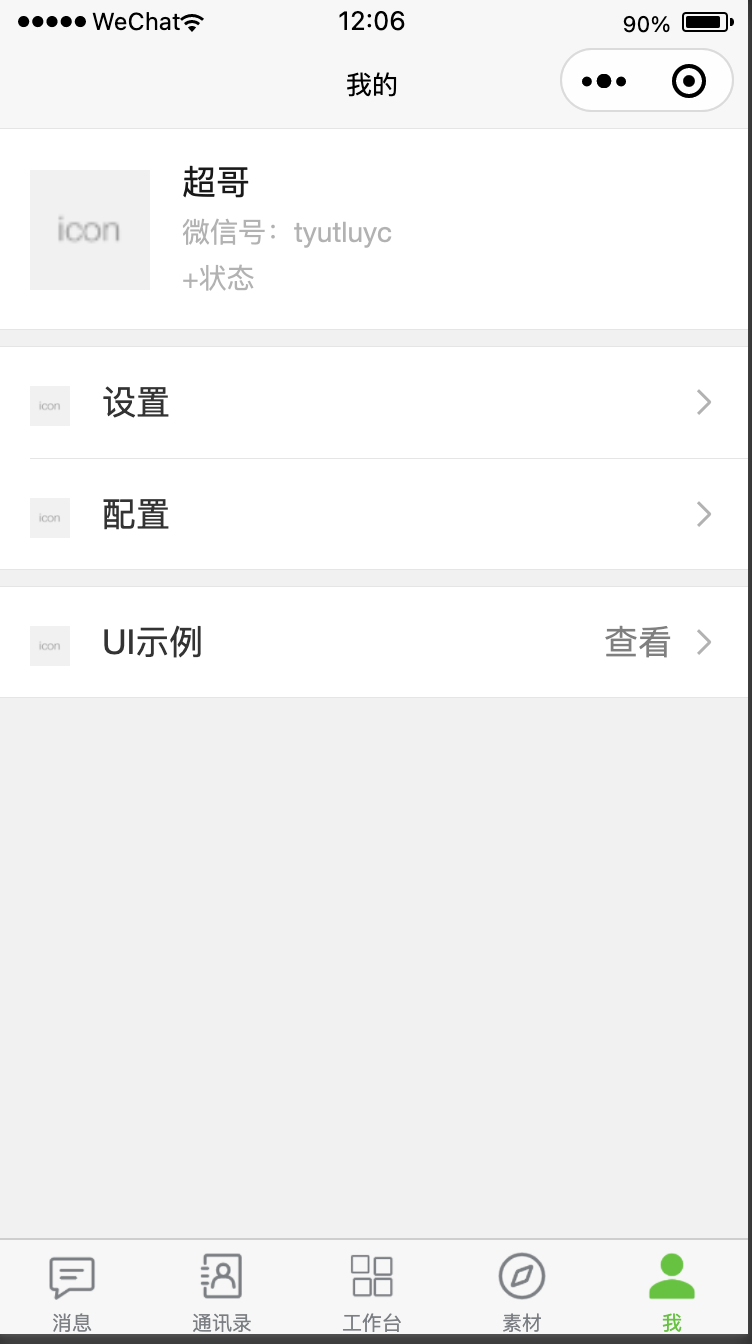 WeChat 12:06 90%
我的
icon
超哥
微信号：tyutluyc
+状态
icon 设置
icon 配置
icon UI示例 查看
消息 通讯录 工作台 素材 我